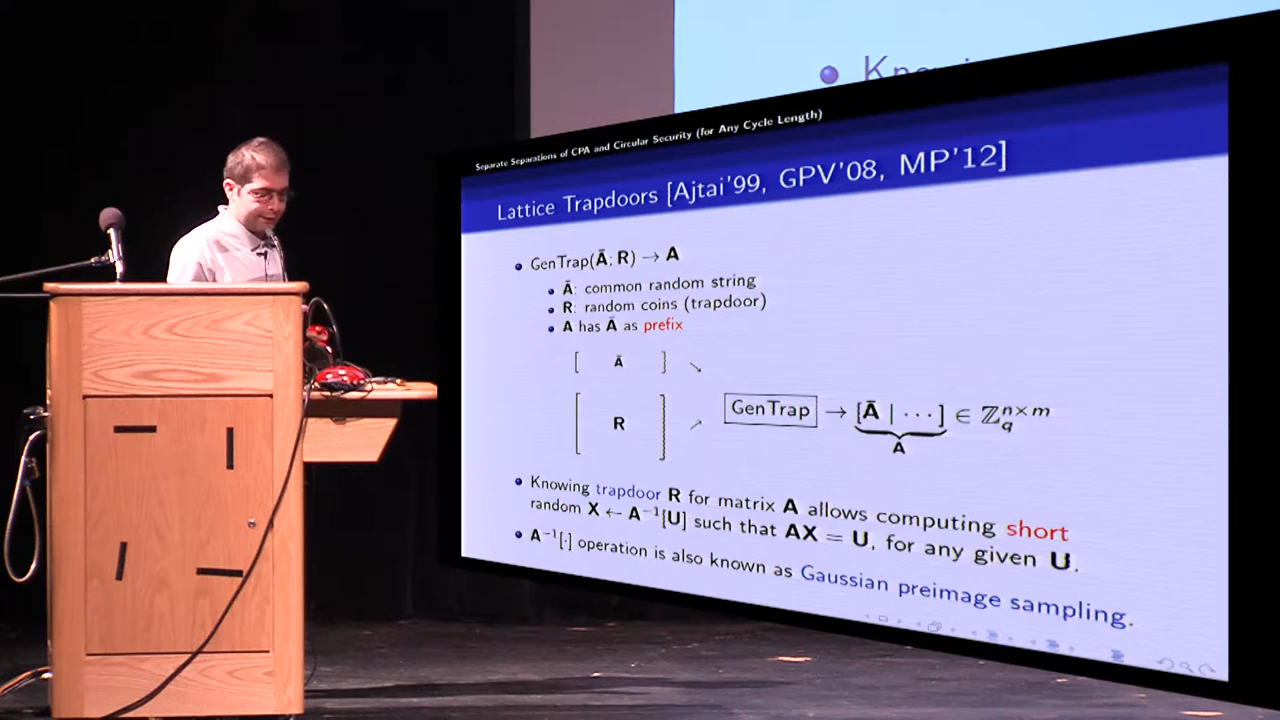 Separate Separations of CPA and Circular Security (for Any Cycle Length)
Lattice Trapdoors [Ajtai'99, GPV'08, MP'12]
GenTrap(Ā; R) → A
Ā: common random string
R: random coins (trapdoor)
A has Ā as prefix
[ Ā ] ↘
[ R ] ↗ GenTrap → [Ā | ⋯] ∈ ℤ_q^{n×m}
A
Knowing trapdoor R for matrix A allows computing short
random X ← A⁻¹[U] such that AX = U, for any given U.
A⁻¹[·] operation is also known as Gaussian preimage sampling.